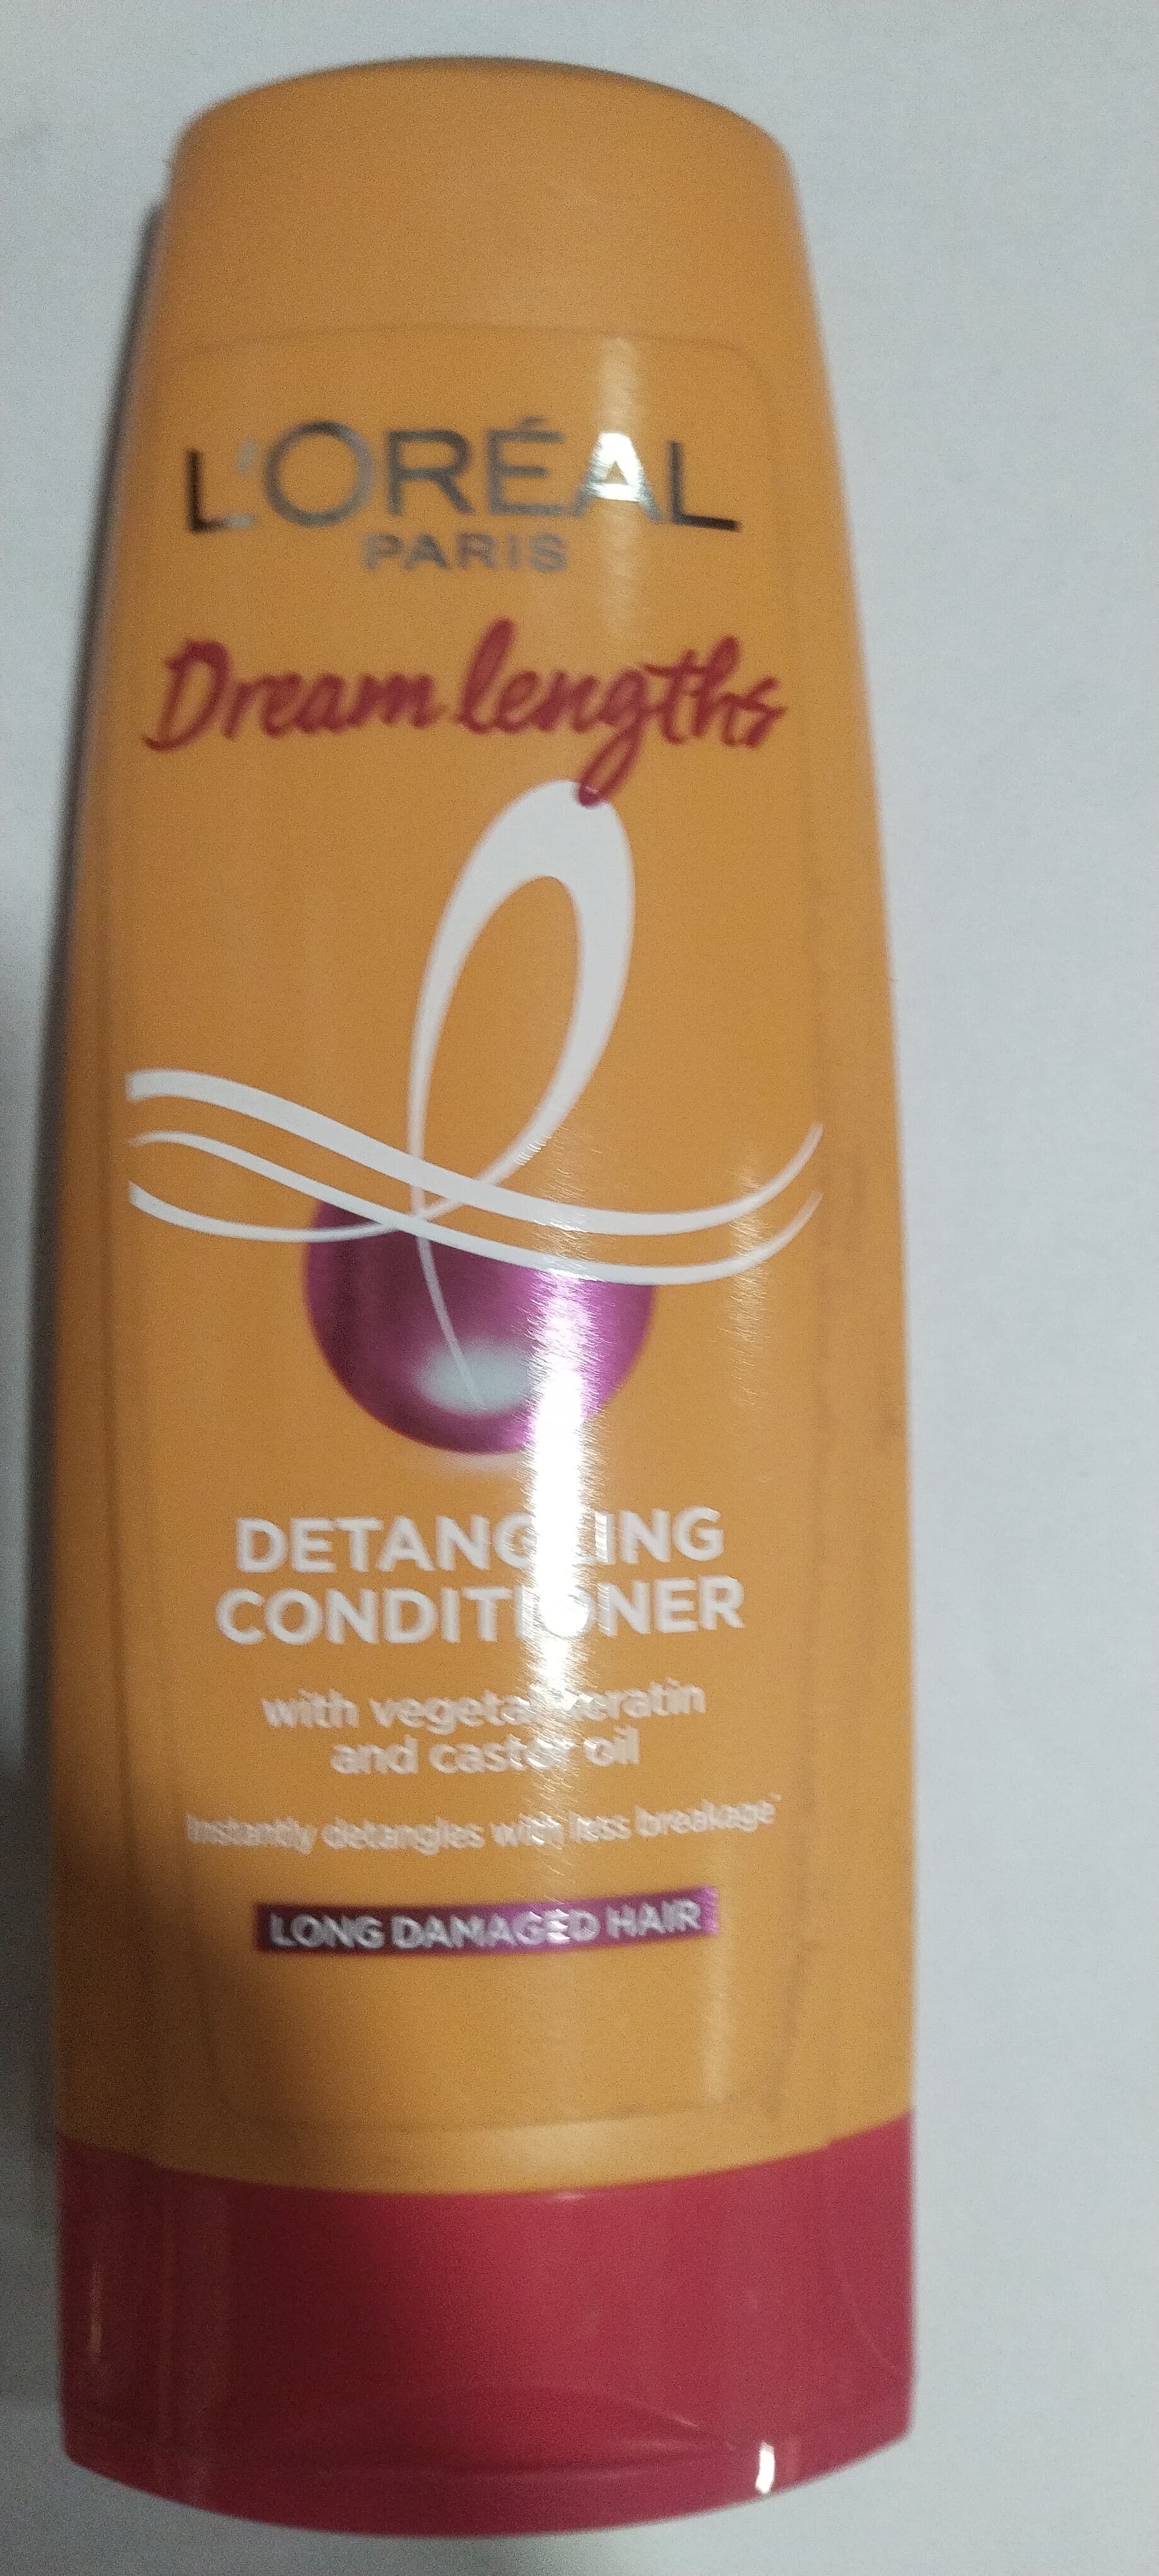 L'ORÉAL
PARIS
Dream lengths
DETANGLING
CONDITIONER
with vegetal keratin
and castor oil
Instantly detangles with less breakage*
LONG DAMAGED HAIR